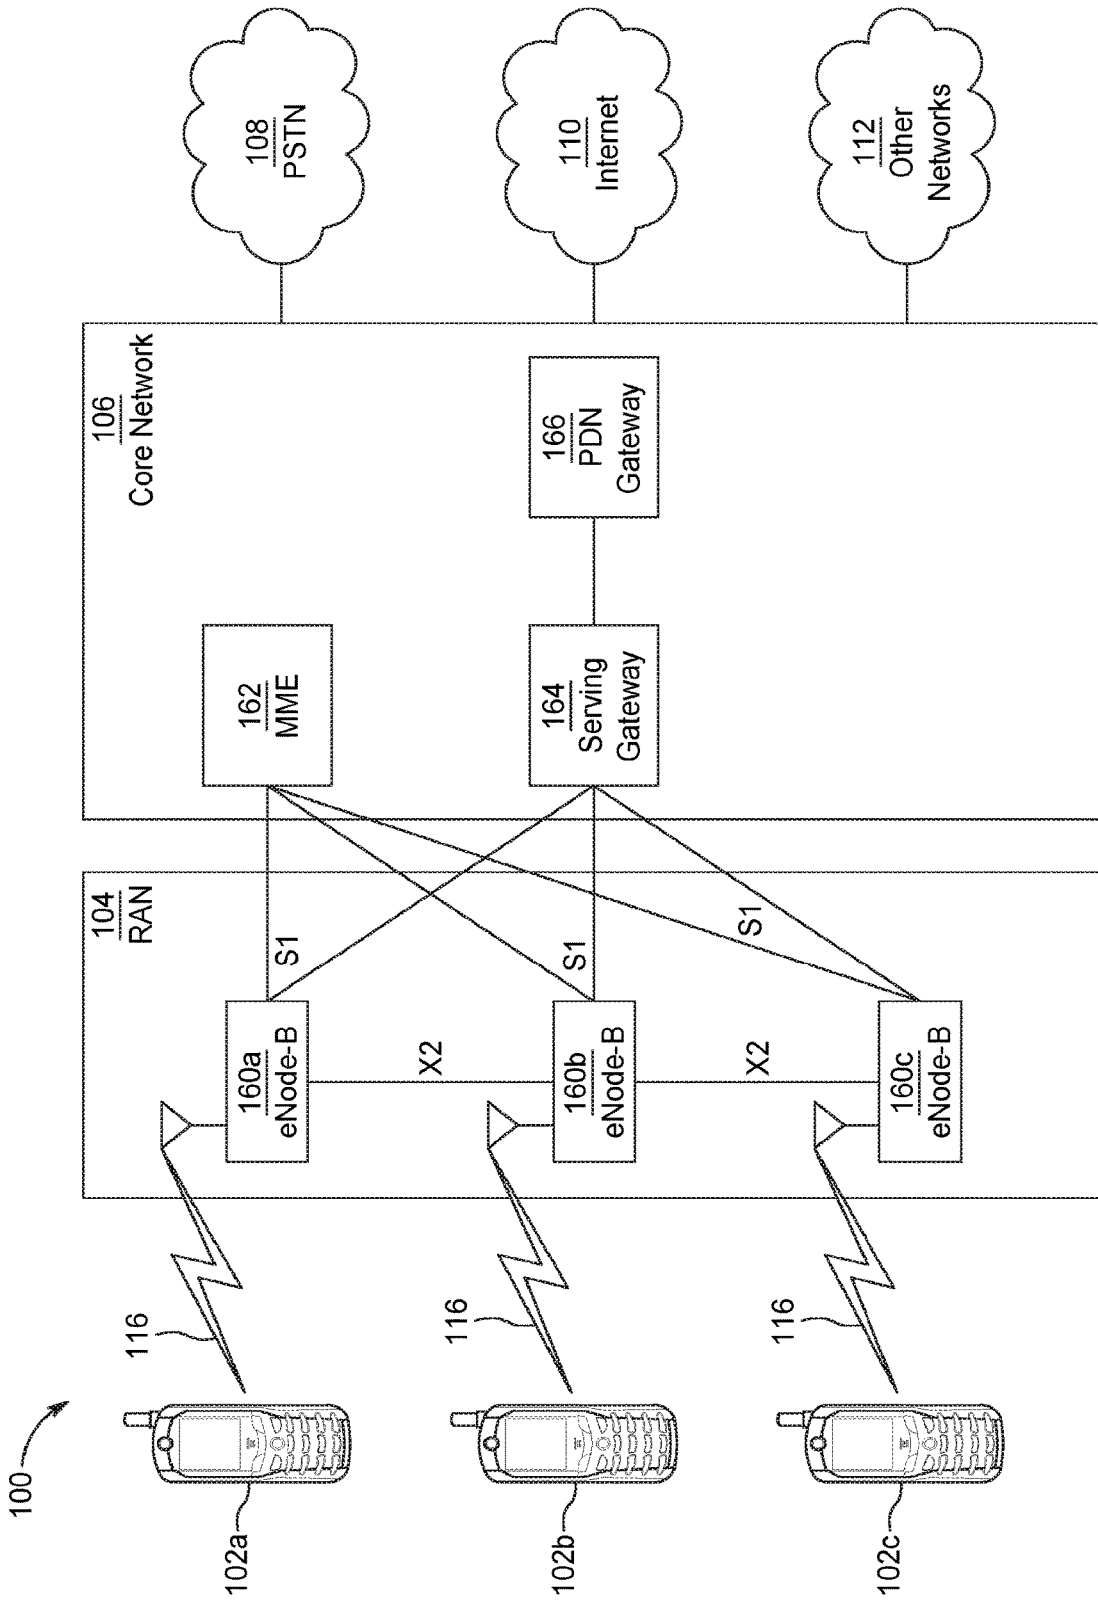 100
102a
102b
102c
116
116
116
104
RAN
160a
eNode-B
160b
eNode-B
160c
eNode-B
X2
X2
S1
S1
S1
106
Core Network
162
MME
164
Serving
Gateway
166
PDN
Gateway
108
PSTN
110
Internet
112
Other
Networks